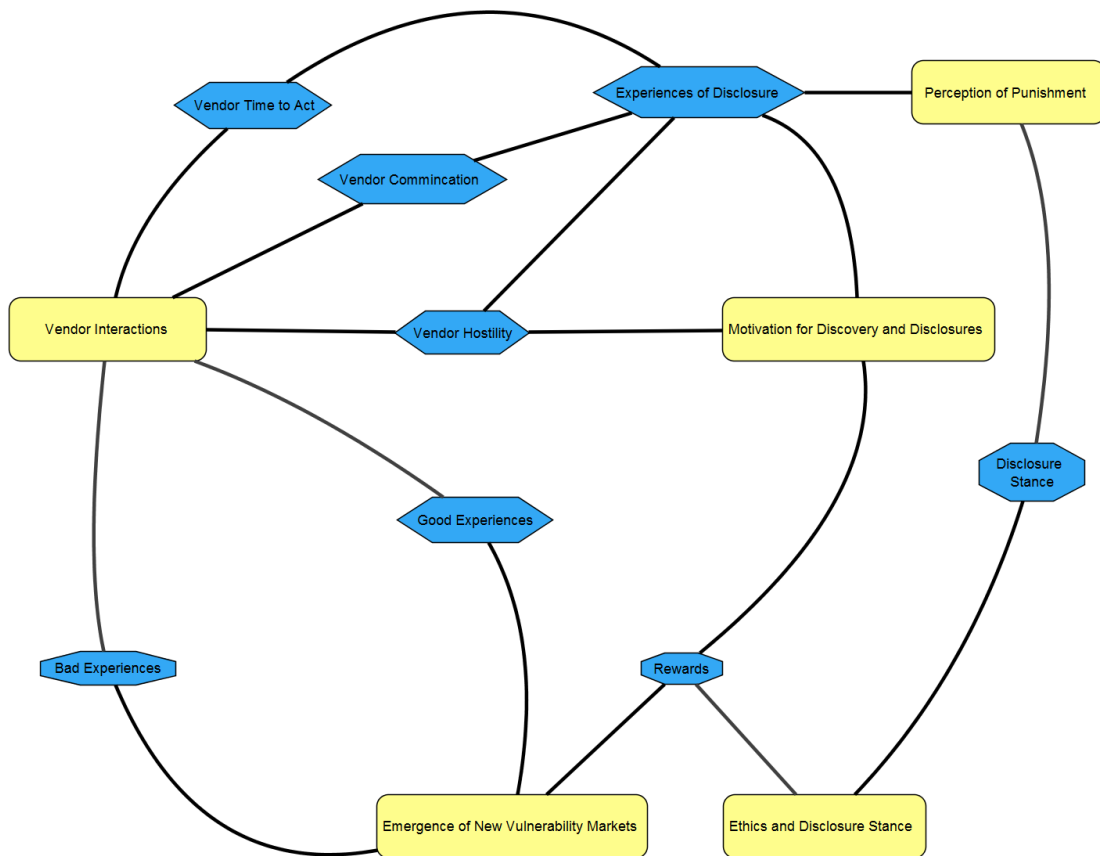 Experiences of Disclosure
Perception of Punishment
Vendor Time to Act
Vendor Commincation
Vendor Interactions
Vendor Hostility
Motivation for Discovery and Disclosures
Disclosure
Stance
Good Experiences
Bad Experiences
Rewards
Emergence of New Vulnerability Markets
Ethics and Disclosure Stance